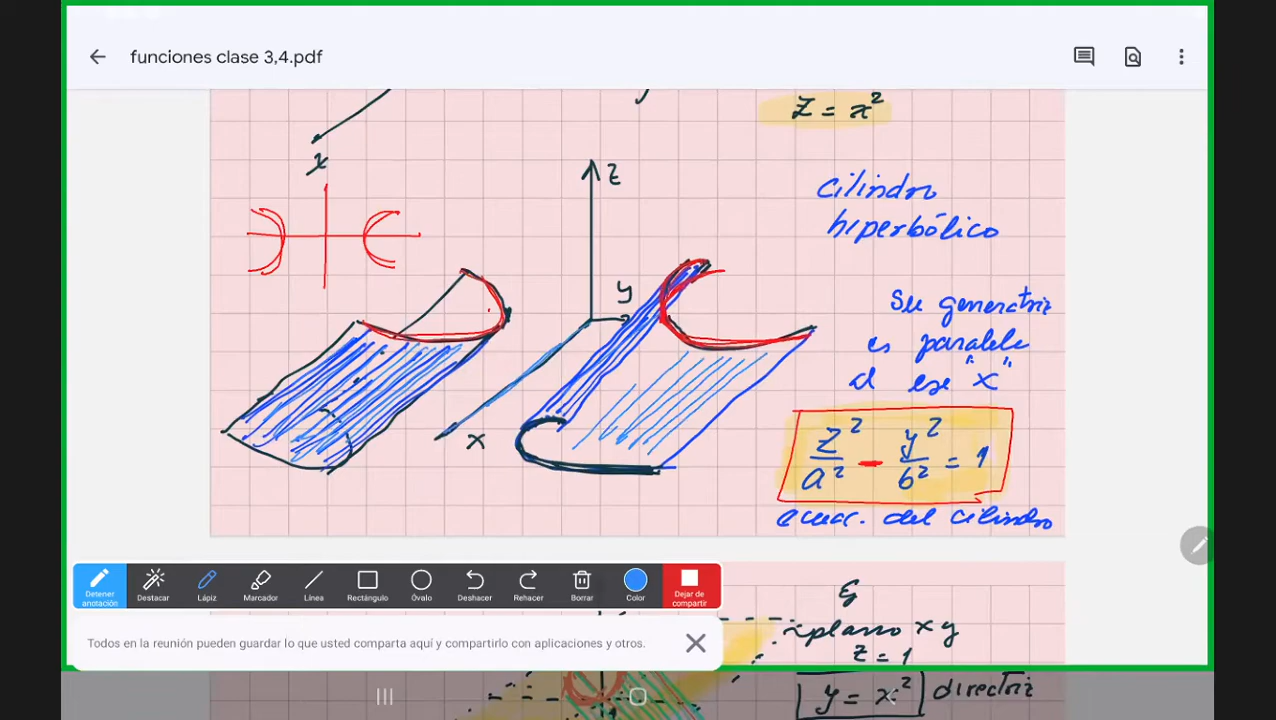 funciones clase 3,4.pdf
Z = x²
x
z
cilindro
hiperbólico
y
Su generatriz
es paralela
al eje "x"
x
z²/a² - y²/b² = 1
ecuac. del cilindro
Detener anotación
Destacar
Lápiz
Marcador
Línea
Rectángulo
Óvalo
Deshacer
Rehacer
Borrar
Color
Dejar de compartir
Todos en la reunión pueden guardar lo que usted comparta aquí y compartirlo con aplicaciones y otros.
plano x y
z = 1
y = x² directriz